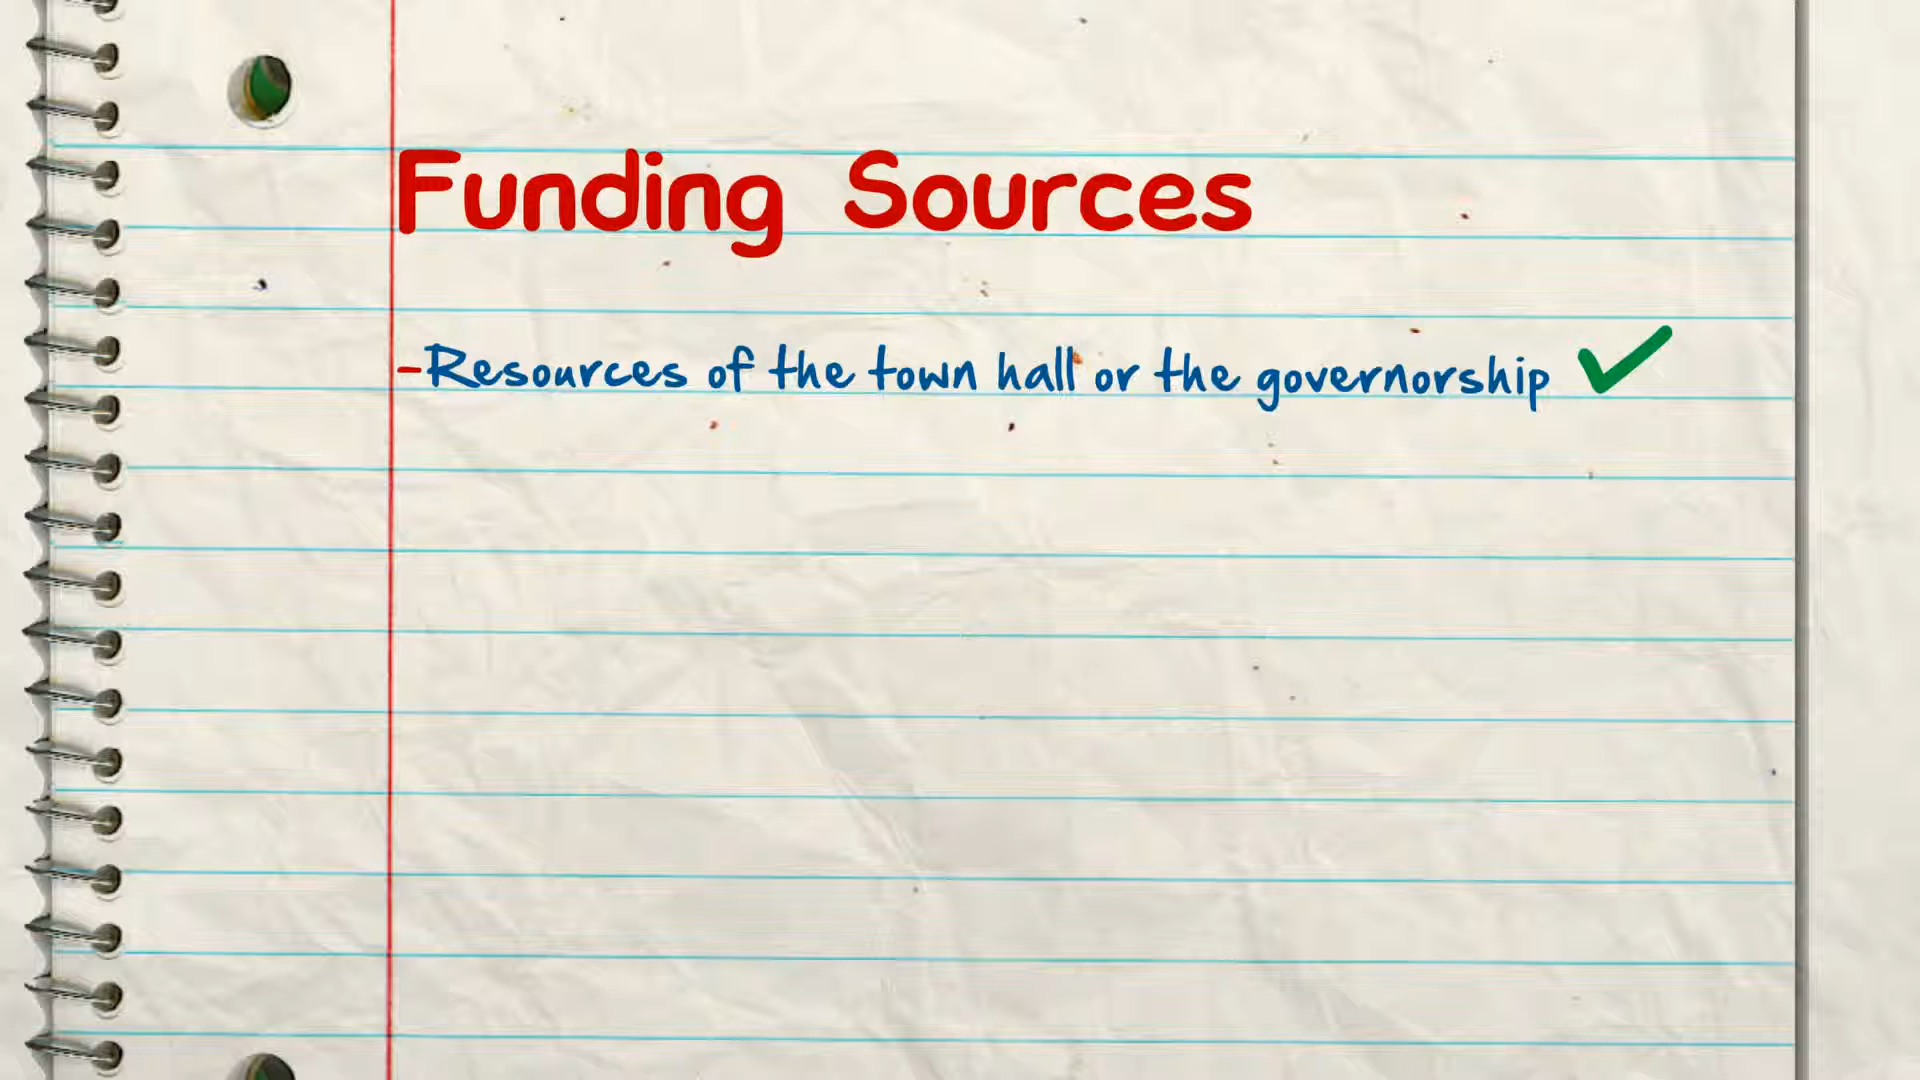 Funding Sources
-Resources of the town hall or the governorship